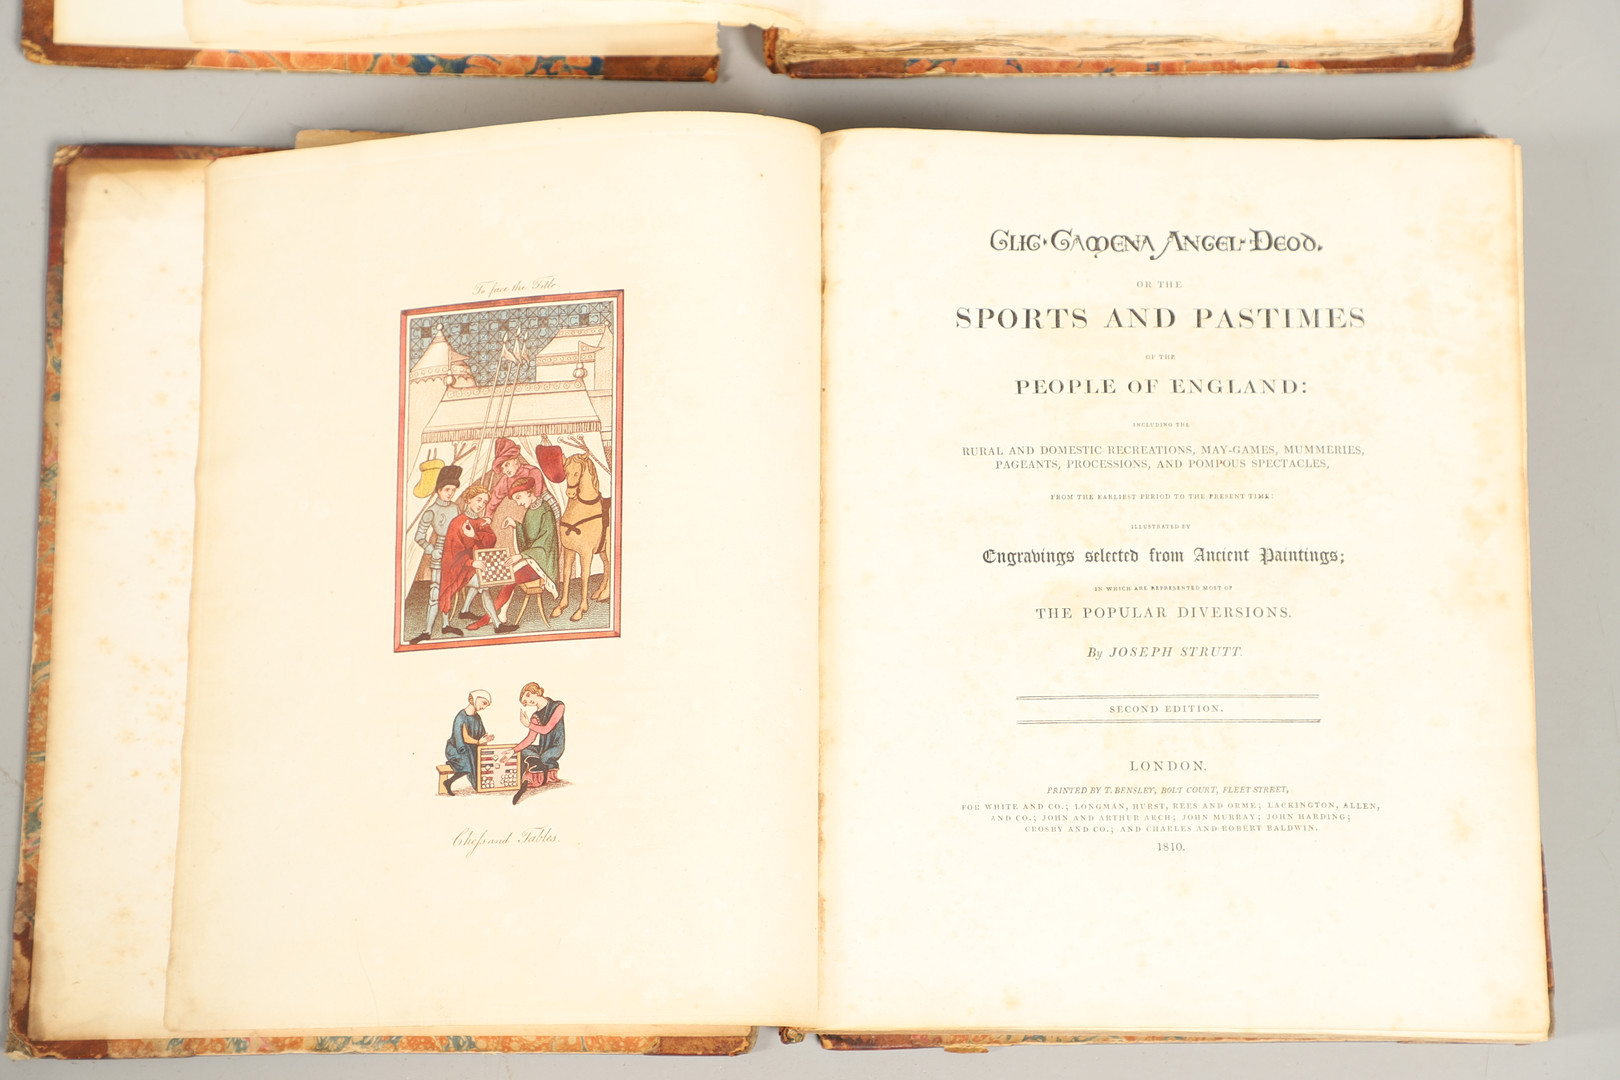 To face the Title.
Cheſs and Tables.
Glig·Gamena Angel-Deod.
OR THE
SPORTS AND PASTIMES
OF THE
PEOPLE OF ENGLAND:
INCLUDING THE
RURAL AND DOMESTIC RECREATIONS, MAY-GAMES, MUMMERIES,
PAGEANTS, PROCESSIONS, AND POMPOUS SPECTACLES,
FROM THE EARLIEST PERIOD TO THE PRESENT TIME:
ILLUSTRATED BY
Engravings selected from Ancient Paintings;
IN WHICH ARE REPRESENTED MOST OF
THE POPULAR DIVERSIONS.
By JOSEPH STRUTT.
SECOND EDITION.
LONDON.
PRINTED BY T. BENSLEY, BOLT COURT, FLEET STREET,
FOR WHITE AND CO.; LONGMAN, HURST, REES AND ORME; LACKINGTON, ALLEN,
AND CO.; JOHN AND ARTHUR ARCH; JOHN MURRAY; JOHN HARDING;
CROSBY AND CO.; AND CHARLES AND ROBERT BALDWIN.
1810.